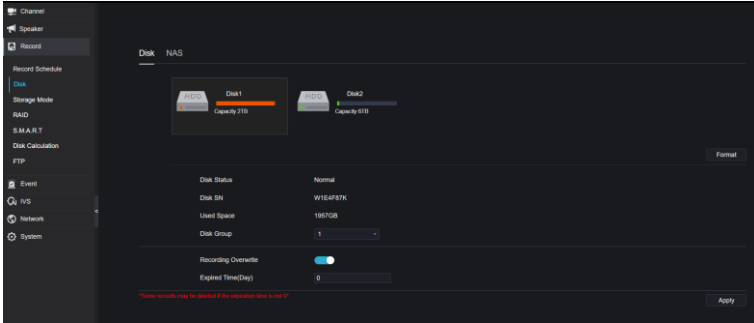 Channel
Speaker
Record
Record Schedule
Disk
Storage Mode
RAID
S.M.A.R.T
Disk Calculation
FTP
Event
IVS
Network
System
Disk NAS
HDD Disk1
Capacity 2TB
HDD Disk2
Capacity 6TB
Format
Disk Status Normal
Disk SN W1E4F87K
Used Space 1957GB
Disk Group 1
Recording Overwrite
Expired Time(Day) 0
*Some records may be deleted if the expiration time is not 0*
Apply